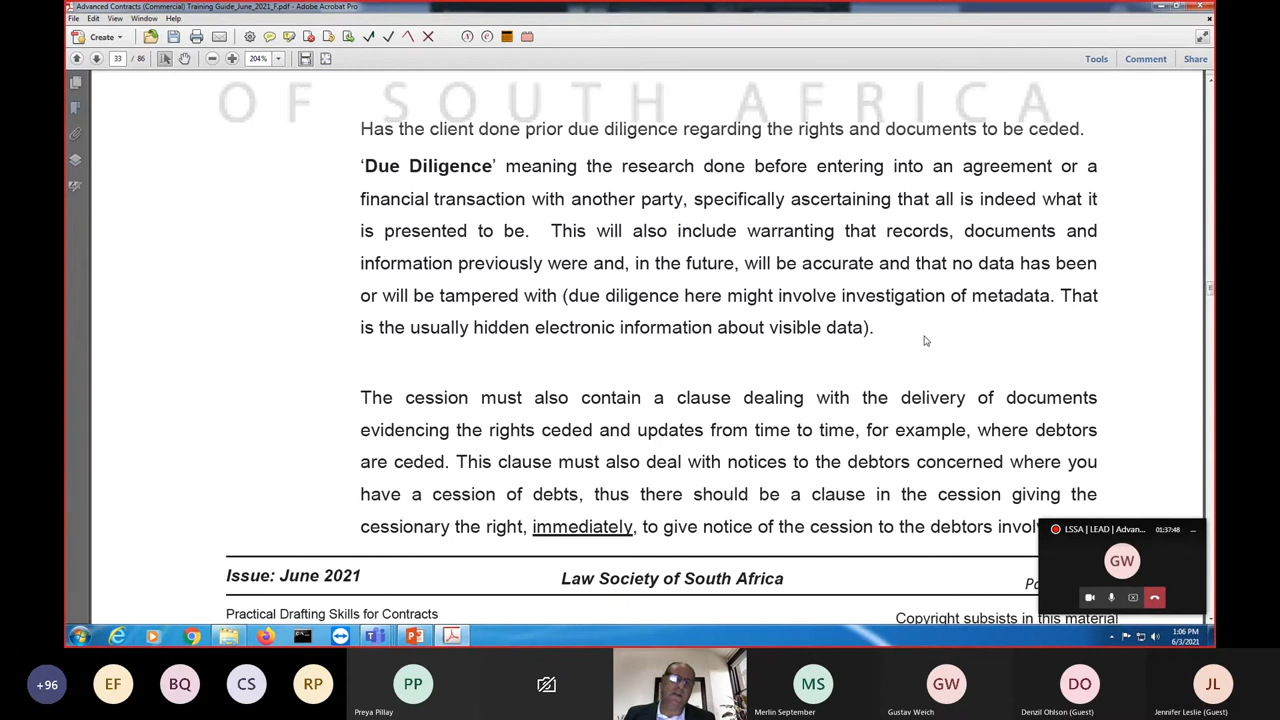 Advanced Contracts (Commercial) Training Guide_June_2021_F.pdf - Adobe Acrobat Pro
File Edit View Window Help
Create
33 / 86 204% Tools Comment Share
OF SOUTH AFRICA
Has the client done prior due diligence regarding the rights and documents to be ceded.
‘Due Diligence’ meaning the research done before entering into an agreement or a
financial transaction with another party, specifically ascertaining that all is indeed what it
is presented to be. This will also include warranting that records, documents and
information previously were and, in the future, will be accurate and that no data has been
or will be tampered with (due diligence here might involve investigation of metadata. That
is the usually hidden electronic information about visible data).
The cession must also contain a clause dealing with the delivery of documents
evidencing the rights ceded and updates from time to time, for example, where debtors
are ceded. This clause must also deal with notices to the debtors concerned where you
have a cession of debts, thus there should be a clause in the cession giving the
cessionary the right, immediately, to give notice of the cession to the debtors invol
LSSA | LEAD | Advan... 01:37:48
GW
Issue: June 2021 Law Society of South Africa
Practical Drafting Skills for Contracts Copyright subsists in this material
1:06 PM
6/3/2021
+96 EF BQ CS RP PP MS GW DO JL
Preya Pillay Merlin September Gustav Weich Denzil Ohlson (Guest) Jennifer Leslie (Guest)